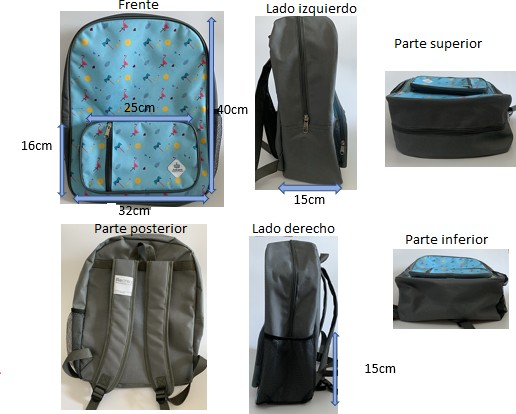 Frente
Lado izquierdo
Parte superior
25cm
40cm
16cm
15cm
32cm
Parte posterior
Lado derecho
Parte inferior
15cm